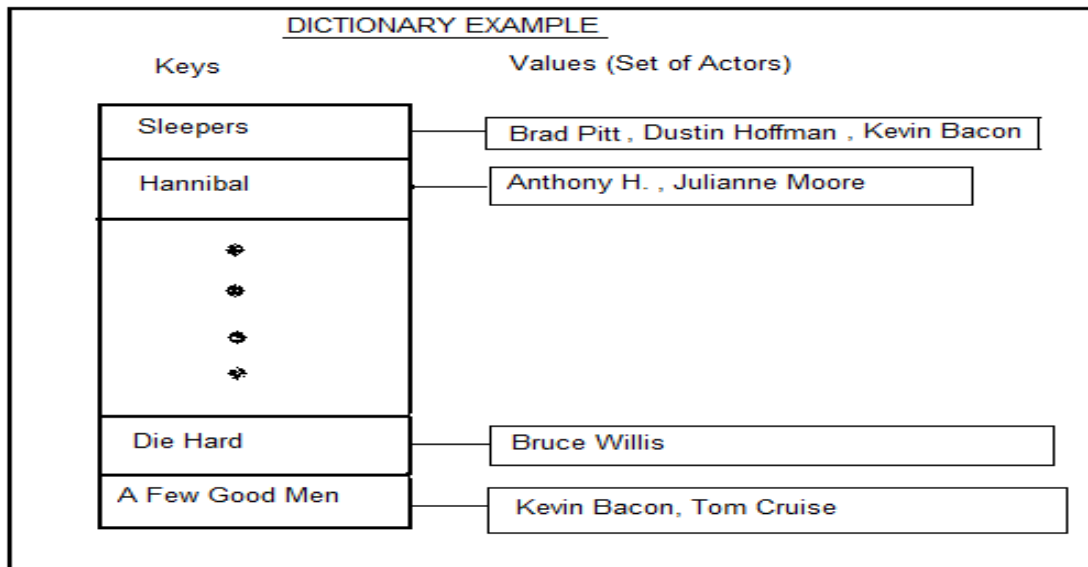 DICTIONARY EXAMPLE
Keys
Values (Set of Actors)
Sleepers
Brad Pitt , Dustin Hoffman , Kevin Bacon
Hannibal
Anthony H. , Julianne Moore
Die Hard
Bruce Willis
A Few Good Men
Kevin Bacon, Tom Cruise